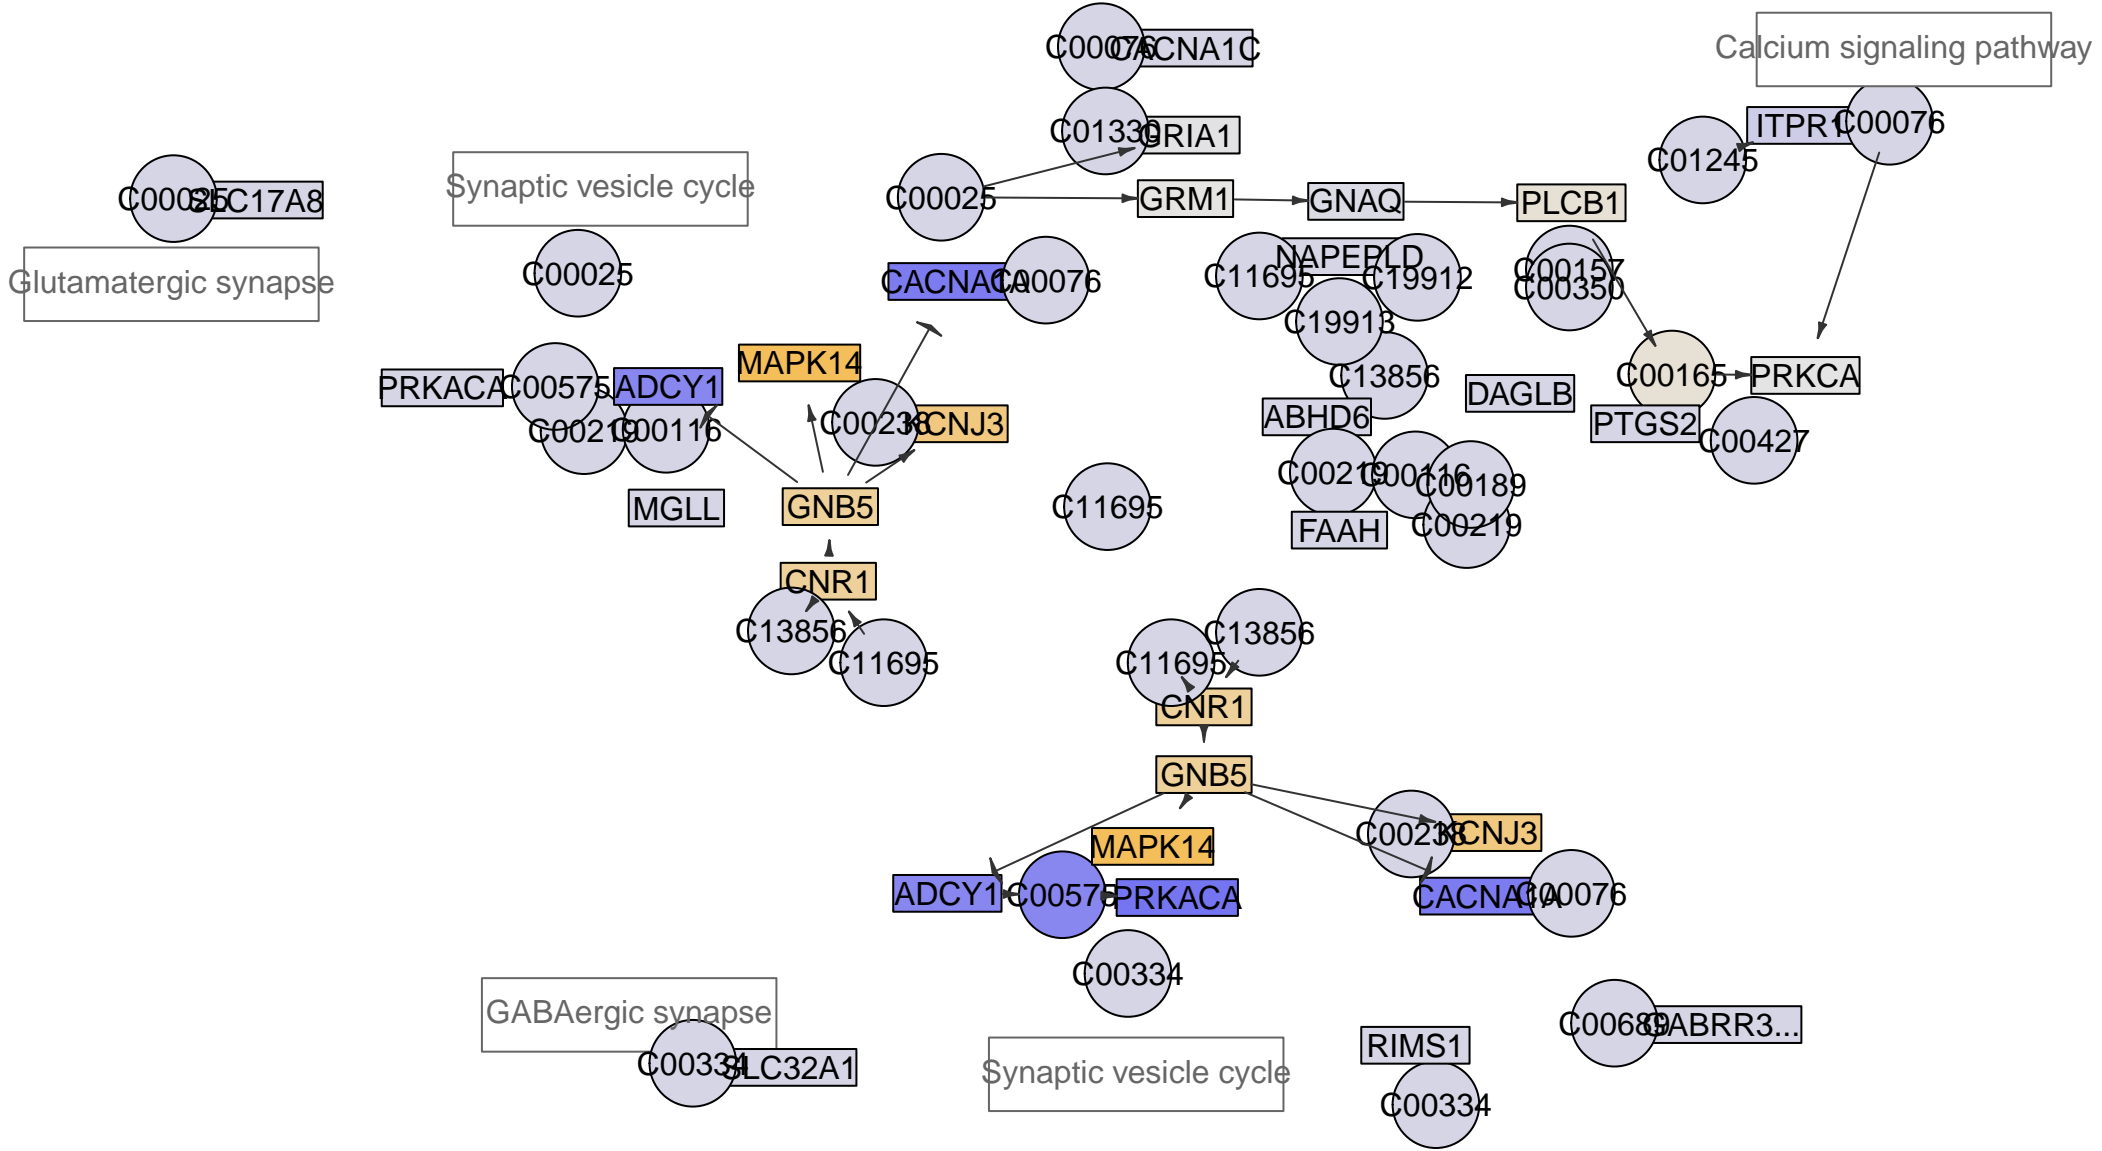 C00076
CACNA1C
Calcium signaling pathway
C01330
GRIA1
ITPR1
C00076
C01245
C00025
SLC17A8
Synaptic vesicle cycle
C00025
GRM1
GNAQ
PLCB1
Glutamatergic synapse
C00025
CACNA1A
C00076
C11695
NAPEPLD
C19912
C00157
C00350
C19913
MAPK14
PRKACA
C00575
ADCY1
C13856
DAGLB
C00165
PRKCA
C00219
C00116
C00238
KCNJ3
ABHD6
PTGS2
C00427
C00219
C00116
C00189
MGLL
GNB5
C11695
FAAH
C00219
CNR1
C13856
C11695
C11695
C13856
CNR1
GNB5
MAPK14
C00238
KCNJ3
ADCY1
C00575
PRKACA
CACNA1A
C00076
C00334
GABAergic synapse
C00334
SLC32A1
Synaptic vesicle cycle
RIMS1
C00334
C00689
GABRR3...